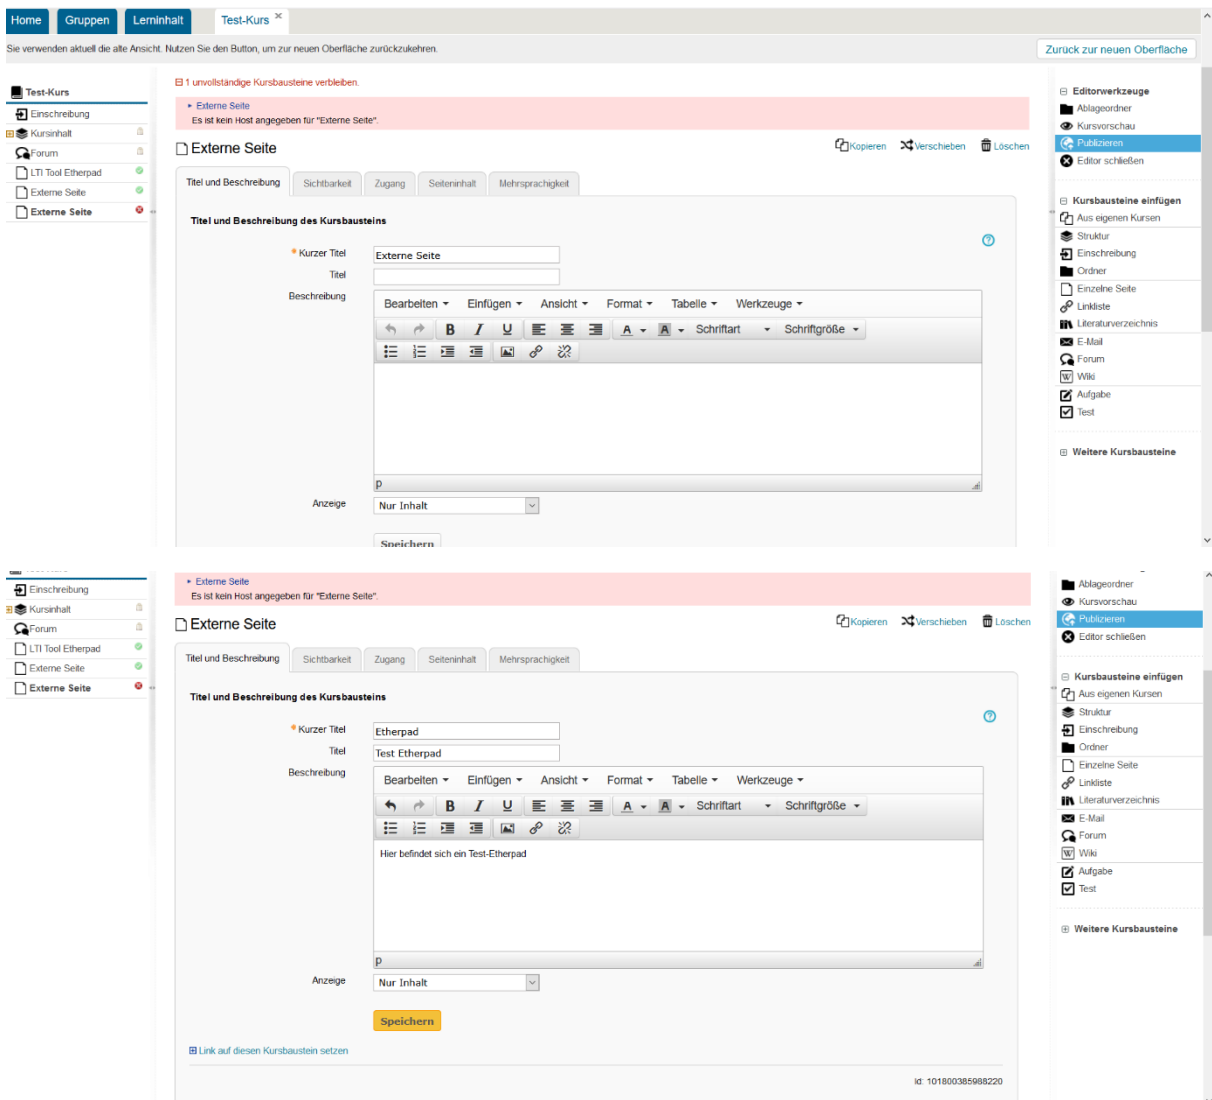 Home Gruppen Lerninhalt Test-Kurs ×
Sie verwenden aktuell die alte Ansicht. Nutzen Sie den Button, um zur neuen Oberfläche zurückzukehren.
Zurück zur neuen Oberfläche
Test-Kurs
Einschreibung
Kursinhalt
Forum
LTI Tool Etherpad
Externe Seite
Externe Seite
1 unvollständige Kursbausteine verbleiben.
Externe Seite
Es ist kein Host angegeben für "Externe Seite".
Kopieren Verschieben Löschen
Externe Seite
Titel und Beschreibung Sichtbarkeit Zugang Seiteninhalt Mehrsprachigkeit
Titel und Beschreibung des Kursbausteins
Kurzer Titel Externe Seite
Titel
Beschreibung
Bearbeiten Einfügen Ansicht Format Tabelle Werkzeuge
B I U A A Schriftart Schriftgröße
p
Anzeige Nur Inhalt
Speichern
Editorwerkzeuge
Ablageordner
Kursvorschau
Publizieren
Editor schließen
Kursbausteine einfügen
Aus eigenen Kursen
Struktur
Einschreibung
Ordner
Einzelne Seite
Linkliste
Literaturverzeichnis
E-Mail
Forum
W Wiki
Aufgabe
Test
Weitere Kursbausteine
Einschreibung
Kursinhalt
Forum
LTI Tool Etherpad
Externe Seite
Externe Seite
Externe Seite
Es ist kein Host angegeben für "Externe Seite".
Kopieren Verschieben Löschen
Externe Seite
Titel und Beschreibung Sichtbarkeit Zugang Seiteninhalt Mehrsprachigkeit
Titel und Beschreibung des Kursbausteins
Kurzer Titel Etherpad
Titel Test Etherpad
Beschreibung
Bearbeiten Einfügen Ansicht Format Tabelle Werkzeuge
B I U A A Schriftart Schriftgröße
Hier befindet sich ein Test-Etherpad
p
Anzeige Nur Inhalt
Speichern
Link auf diesen Kursbaustein setzen
Id: 101800385988220
Ablageordner
Kursvorschau
Publizieren
Editor schließen
Kursbausteine einfügen
Aus eigenen Kursen
Struktur
Einschreibung
Ordner
Einzelne Seite
Linkliste
Literaturverzeichnis
E-Mail
Forum
W Wiki
Aufgabe
Test
Weitere Kursbausteine